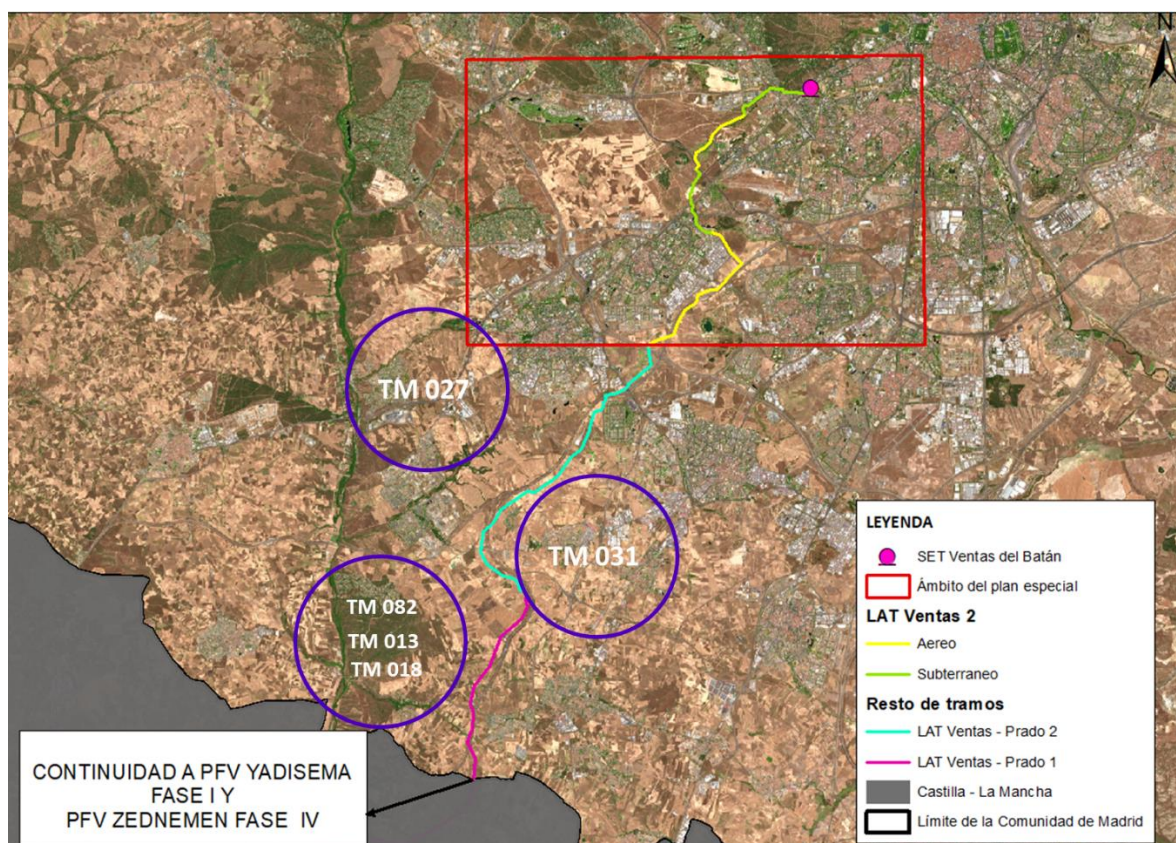 N
TM 027
TM 031
TM 082
TM 013
TM 018
CONTINUIDAD A PFV YADISEMA
FASE I Y
PFV ZEDNEMEN FASE IV
LEYENDA
SET Ventas del Batán
Ámbito del plan especial
LAT Ventas 2
Aereo
Subterraneo
Resto de tramos
LAT Ventas - Prado 2
LAT Ventas - Prado 1
Castilla - La Mancha
Límite de la Comunidad de Madrid